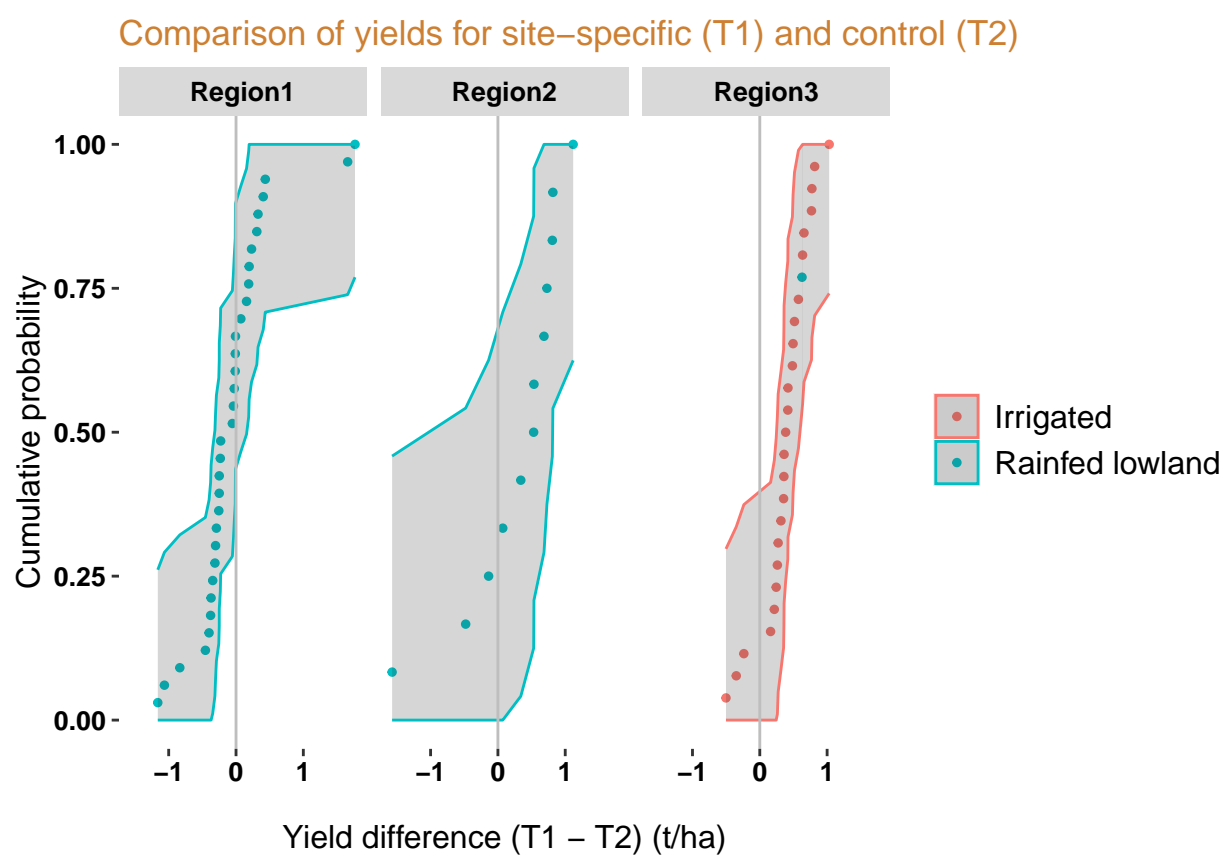 Comparison of yields for site−specific (T1) and control (T2)
Region1 Region2 Region3
1.00
0.75
0.50
0.25
0.00
Cumulative probability
Irrigated
Rainfed lowland
−1 0 1 −1 0 1 −1 0 1
Yield difference (T1 − T2) (t/ha)